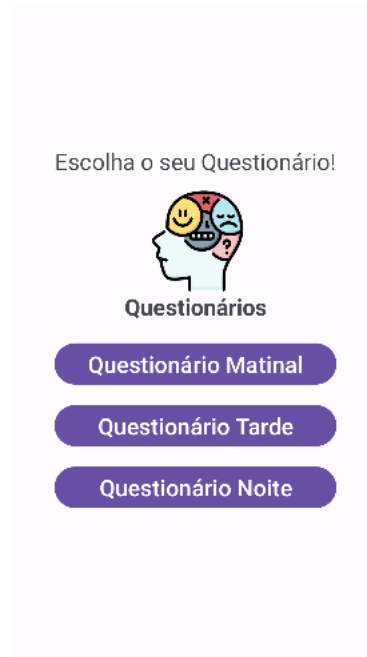 Escolha o seu Questionário!
Questionários
Questionário Matinal
Questionário Tarde
Questionário Noite